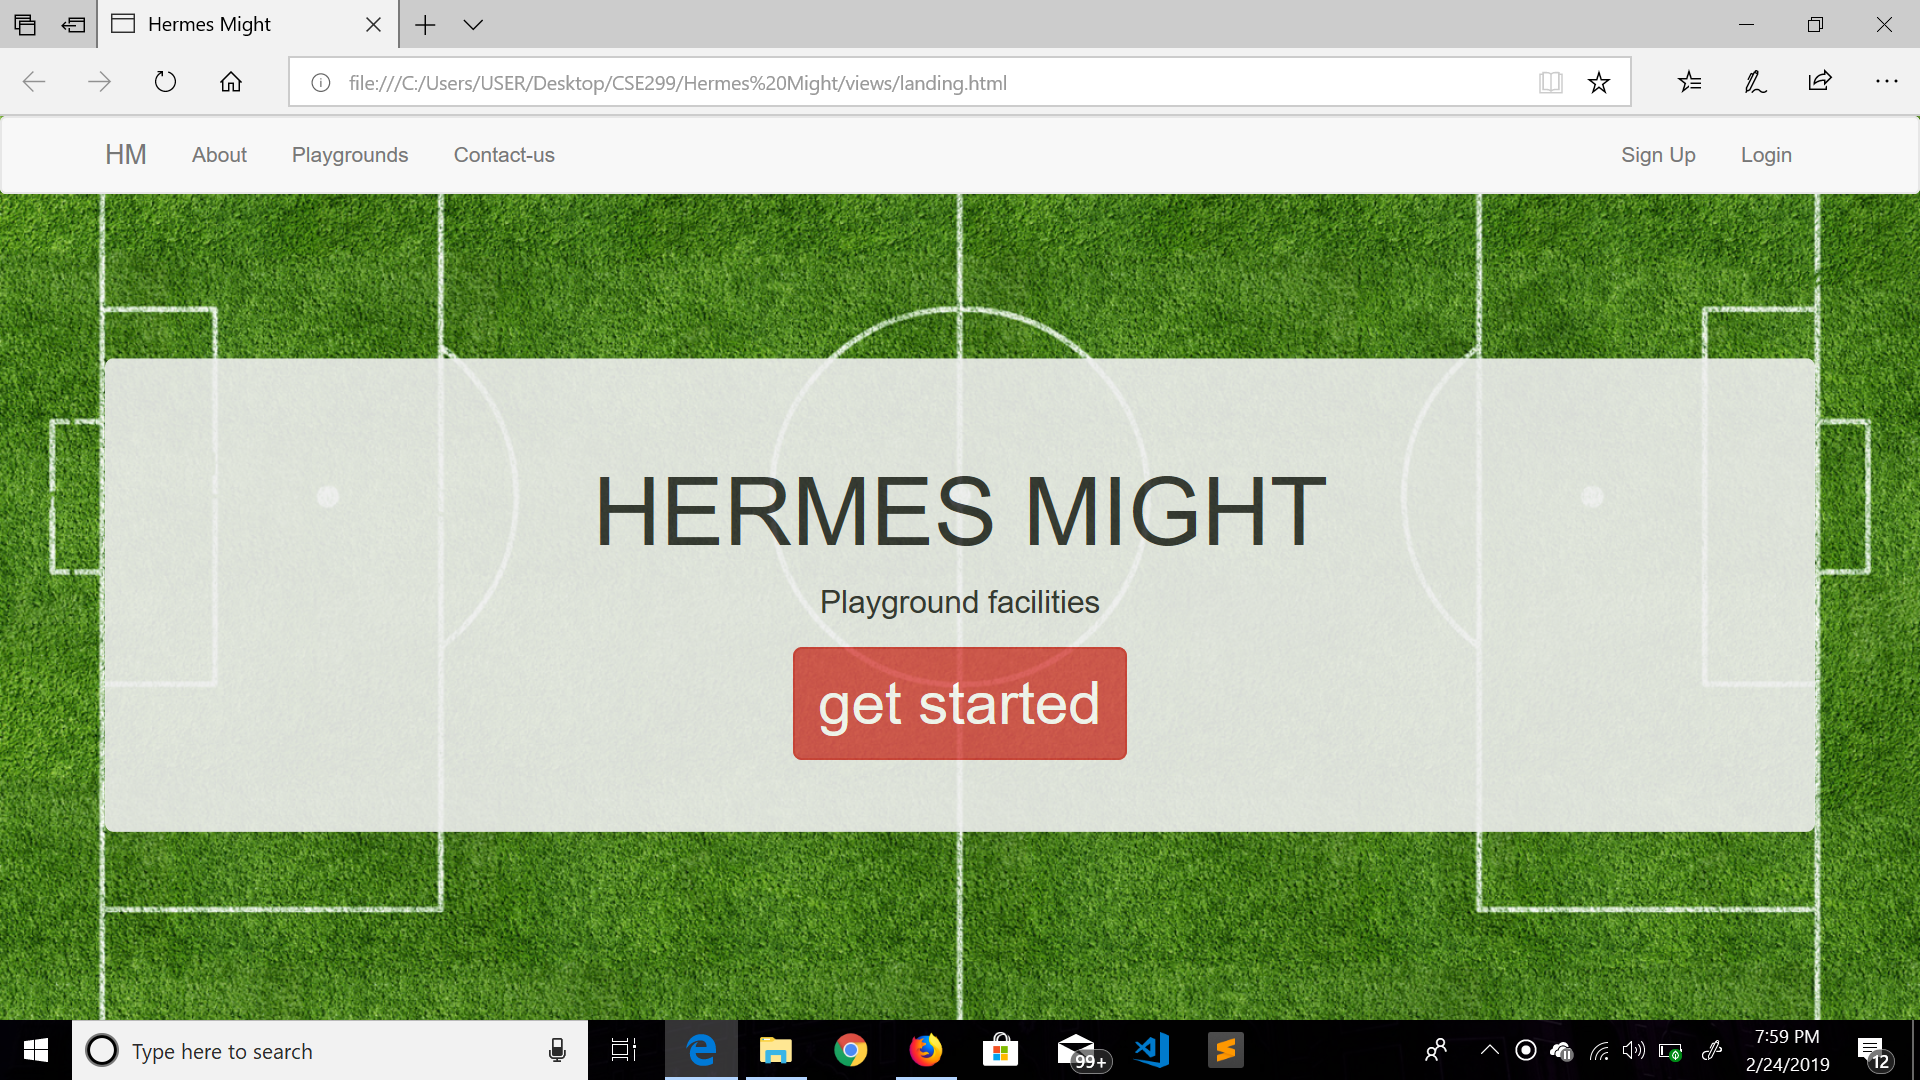 Hermes Might
file:///C:/Users/USER/Desktop/CSE299/Hermes%20Might/views/landing.html
HM About Playgrounds Contact-us Sign Up Login
HERMES MIGHT
Playground facilities
get started
Type here to search
99+
7:59 PM
2/24/2019
12